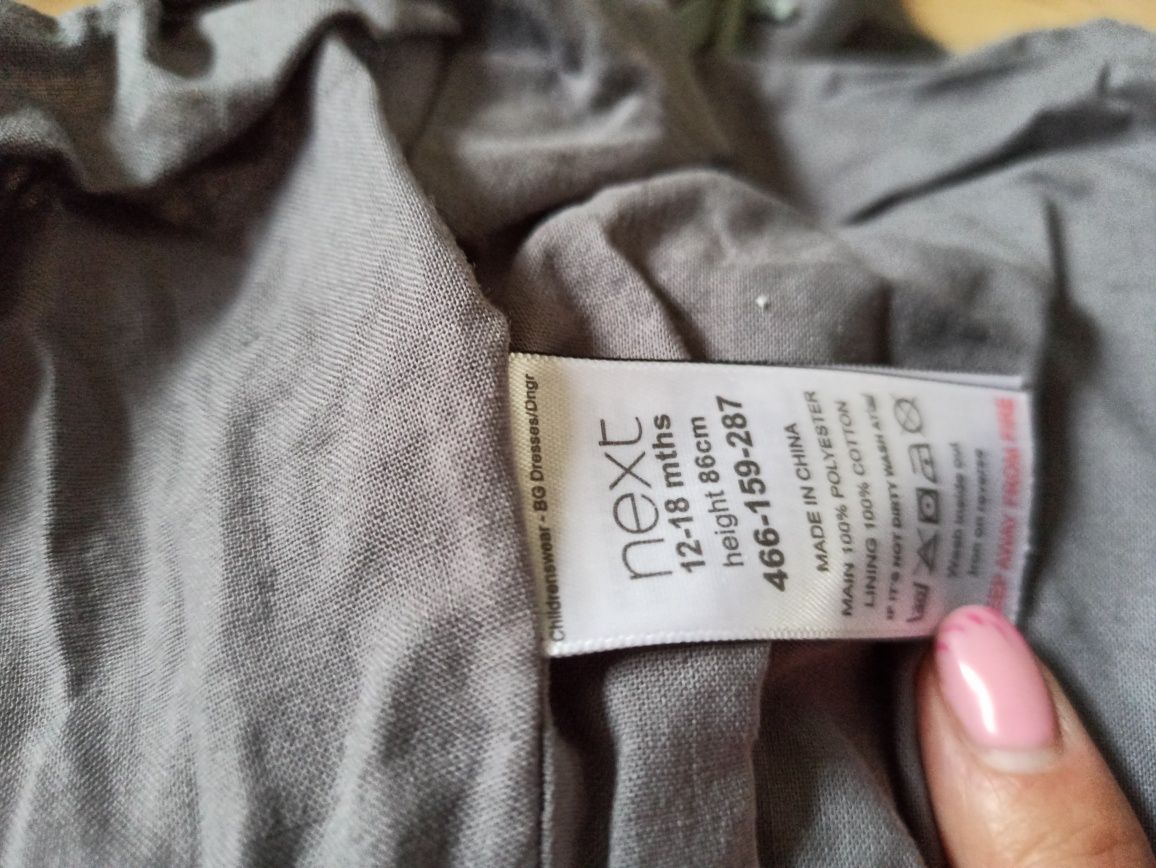 Childrenswear - BG Dresses/Dngr
next
12-18 mths
height 86cm
466-159-287
MADE IN CHINA
MAIN 100% POLYESTER
LINING 100% COTTON
IF IT'S NOT DIRTY WASH AT
Wash inside out
Iron on reverse
KEEP AWAY FROM FIRE